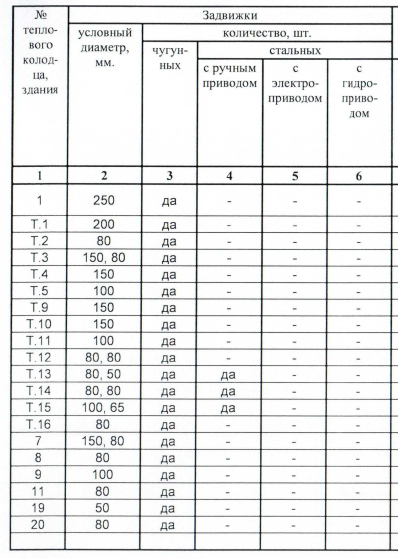 № тепло-вого колод-ца, здания | Задвижки
условный диаметр, мм. | количество, шт.
чугун-ных | стальных
с ручным приводом | с электро-приводом | с гидро-приво-дом
1 | 2 | 3 | 4 | 5 | 6
1 | 250 | да | - | - | -
Т.1 | 200 | да | - | - | -
Т.2 | 80 | да | - | - | -
Т.3 | 150, 80 | да | - | - | -
Т.4 | 150 | да | - | - | -
Т.5 | 100 | да | - | - | -
Т.9 | 150 | да | - | - | -
Т.10 | 150 | да | - | - | -
Т.11 | 100 | да | - | - | -
Т.12 | 80, 80 | да | - | - | -
Т.13 | 80, 50 | да | да | - | -
Т.14 | 80, 80 | да | да | - | -
Т.15 | 100, 65 | да | да | - | -
Т.16 | 80 | да | - | - | -
7 | 150, 80 | да | - | - | -
8 | 80 | да | - | - | -
9 | 100 | да | - | - | -
11 | 80 | да | - | - | -
19 | 50 | да | - | - | -
20 | 80 | да | - | - | -